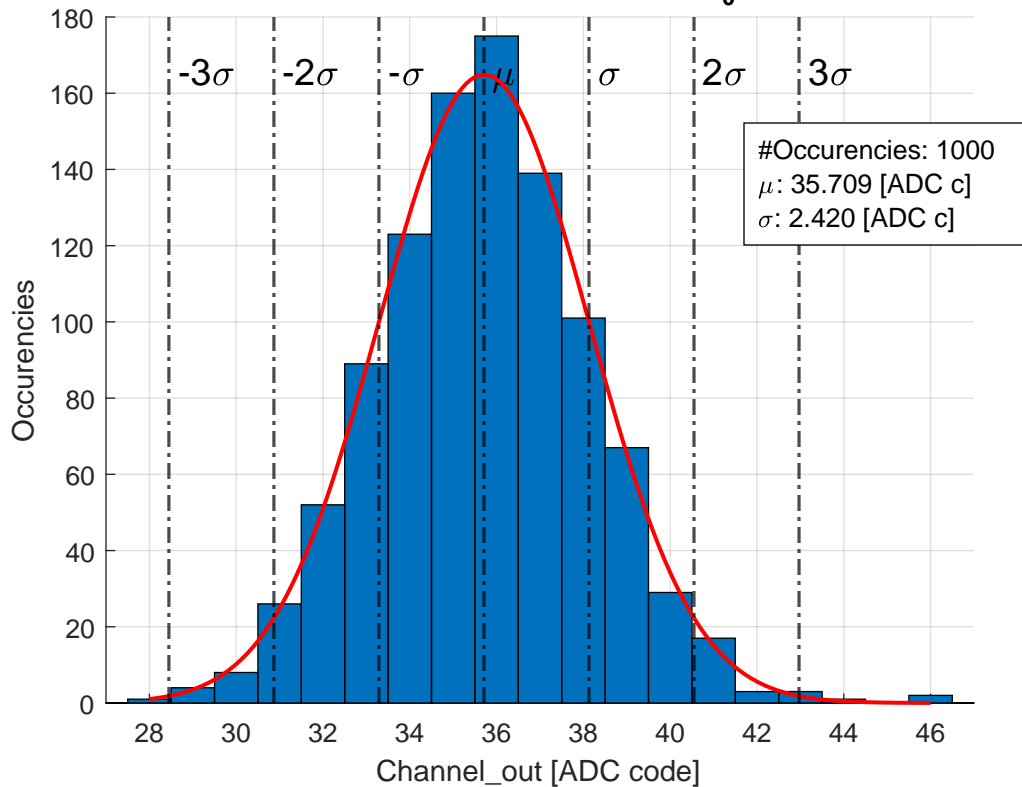 180
160
140
120
100
80
60
40
20
0
Occurencies
-3σ -2σ -σ μ σ 2σ 3σ
#Occurencies: 1000
μ: 35.709 [ADC c]
σ: 2.420 [ADC c]
28 30 32 34 36 38 40 42 44 46
Channel_out [ADC code]